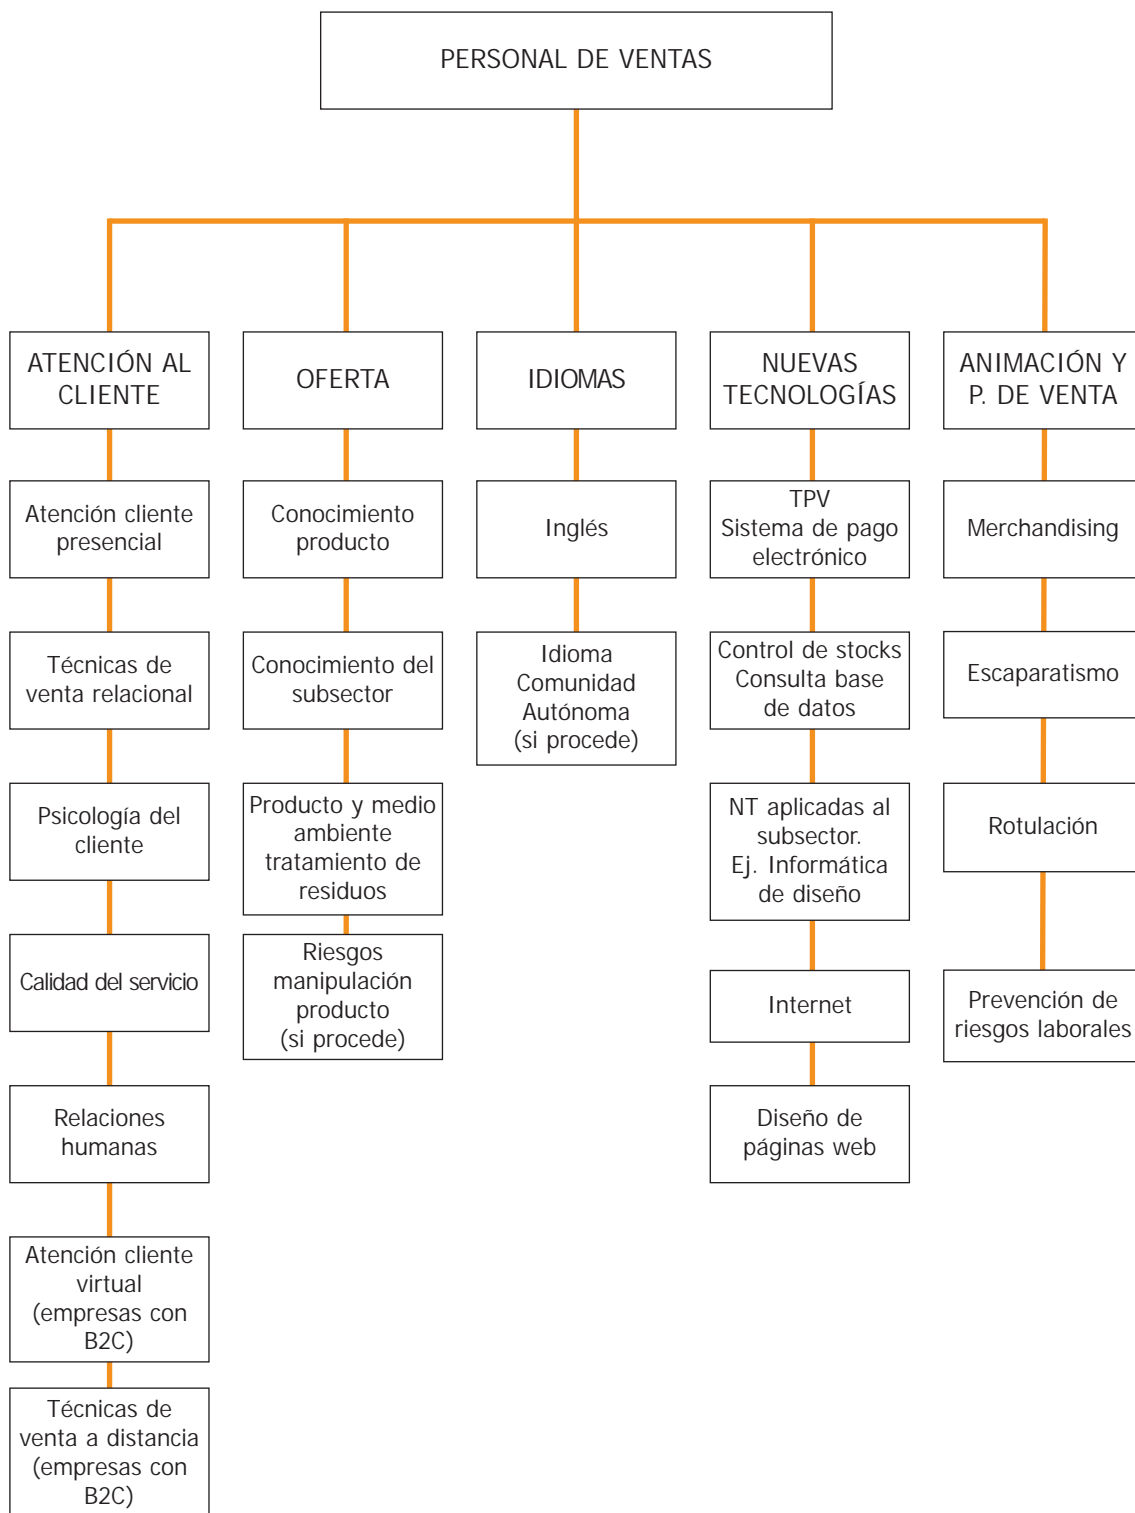 PERSONAL DE VENTAS
ATENCIÓN AL
CLIENTE
Atención cliente
presencial
Técnicas de
venta relacional
Psicología del
cliente
Calidad del servicio
Relaciones
humanas
Atención cliente
virtual
(empresas con
B2C)
Técnicas de
venta a distancia
(empresas con
B2C)
OFERTA
Conocimiento
producto
Conocimiento del
subsector
Producto y medio
ambiente
tratamiento de
residuos
Riesgos
manipulación
producto
(si procede)
IDIOMAS
Inglés
Idioma
Comunidad
Autónoma
(si procede)
NUEVAS
TECNOLOGÍAS
TPV
Sistema de pago
electrónico
Control de stocks
Consulta base
de datos
NT aplicadas al
subsector.
Ej. Informática
de diseño
Internet
Diseño de
páginas web
ANIMACIÓN Y
P. DE VENTA
Merchandising
Escaparatismo
Rotulación
Prevención de
riesgos laborales